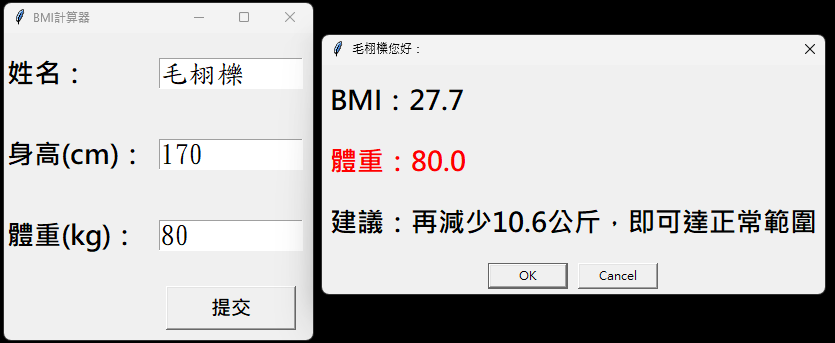 BMI計算器
姓名：
毛栩櫟
身高(cm)：
170
體重(kg)：
80
提交
毛栩櫟您好：
BMI：27.7
體重：80.0
建議：再減少10.6公斤，即可達正常範圍
OK
Cancel